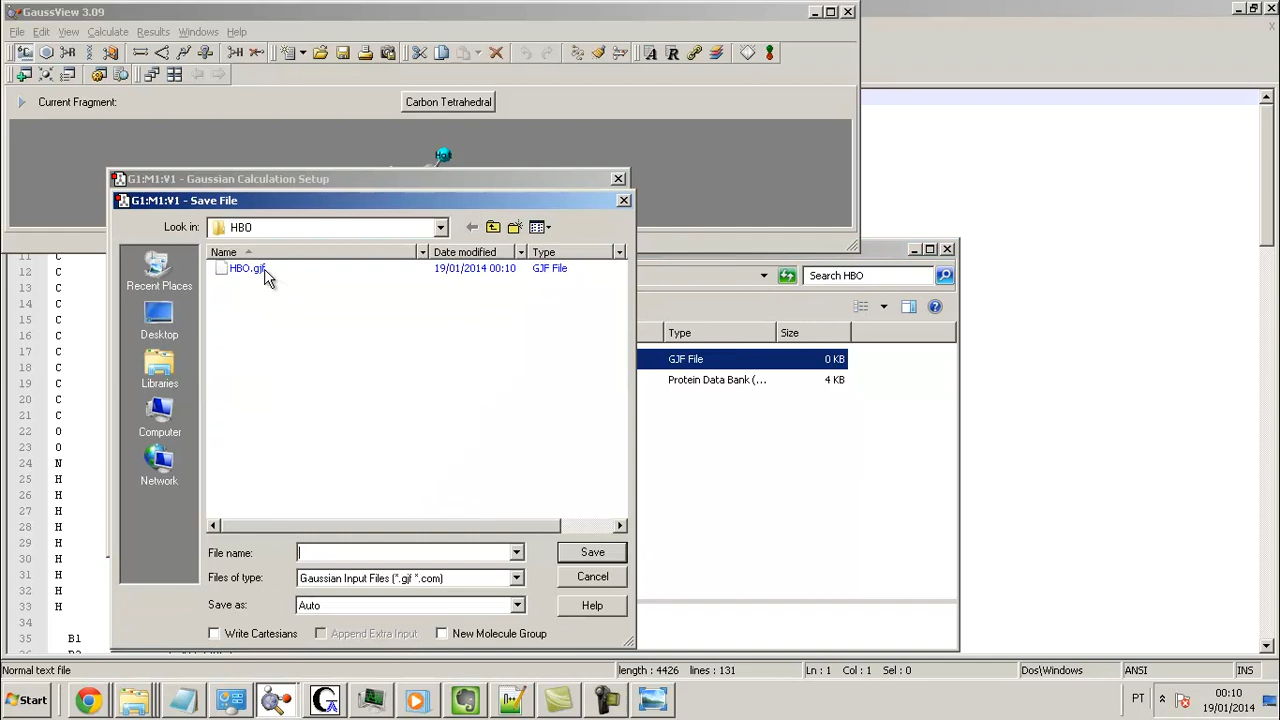 GaussView 3.09
File Edit View Calculate Results Windows Help
Current Fragment:
Carbon Tetrahedral
G1:M1:V1 - Gaussian Calculation Setup
G1:M1:V1 - Save File
Look in:
HBO
Name
Date modified
Type
HBO.gjf
19/01/2014 00:10
GJF File
Recent Places
Desktop
Libraries
Computer
Network
File name:
Save
Files of type:
Gaussian Input Files (*.gjf *.com)
Cancel
Save as:
Auto
Help
Write Cartesians
Append Extra Input
New Molecule Group
Search HBO
Type
Size
GJF File
0 KB
Protein Data Bank (...
4 KB
11
12 C
13 C
14 C
15 C
16 C
17 C
18 C
19 C
20 C
21 C
22 O
23 O
24 N
25 H
26 H
27 H
28 H
29 H
30 H
31 H
32 H
33 H
34
35 B1
Normal text file
length : 4426 lines : 131
Ln : 1 Col : 1 Sel : 0
Dos\Windows
ANSI
INS
Start
PT
00:10
19/01/2014